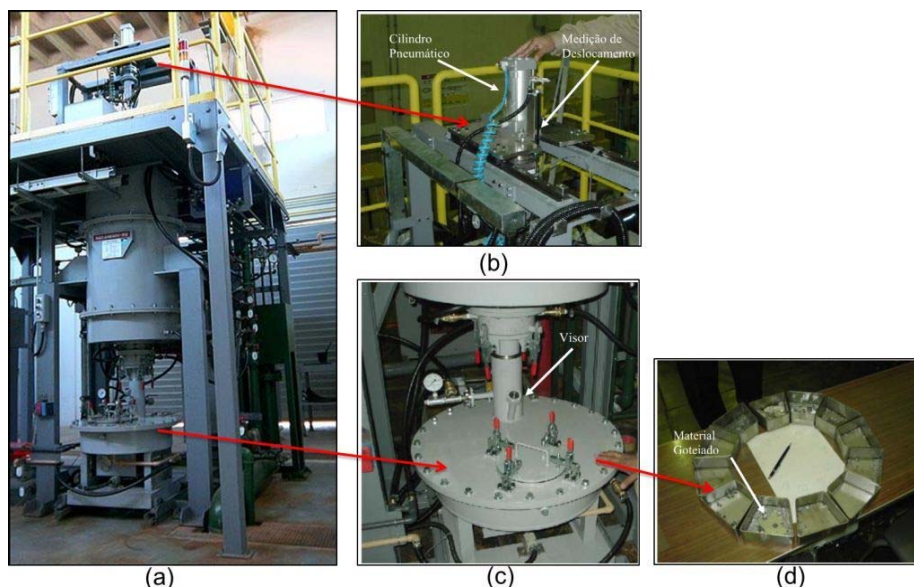 Cilindro
Pneumático
Medição de
Deslocamento
(b)
Visor
Material
Goteiado
(a)
(c)
(d)